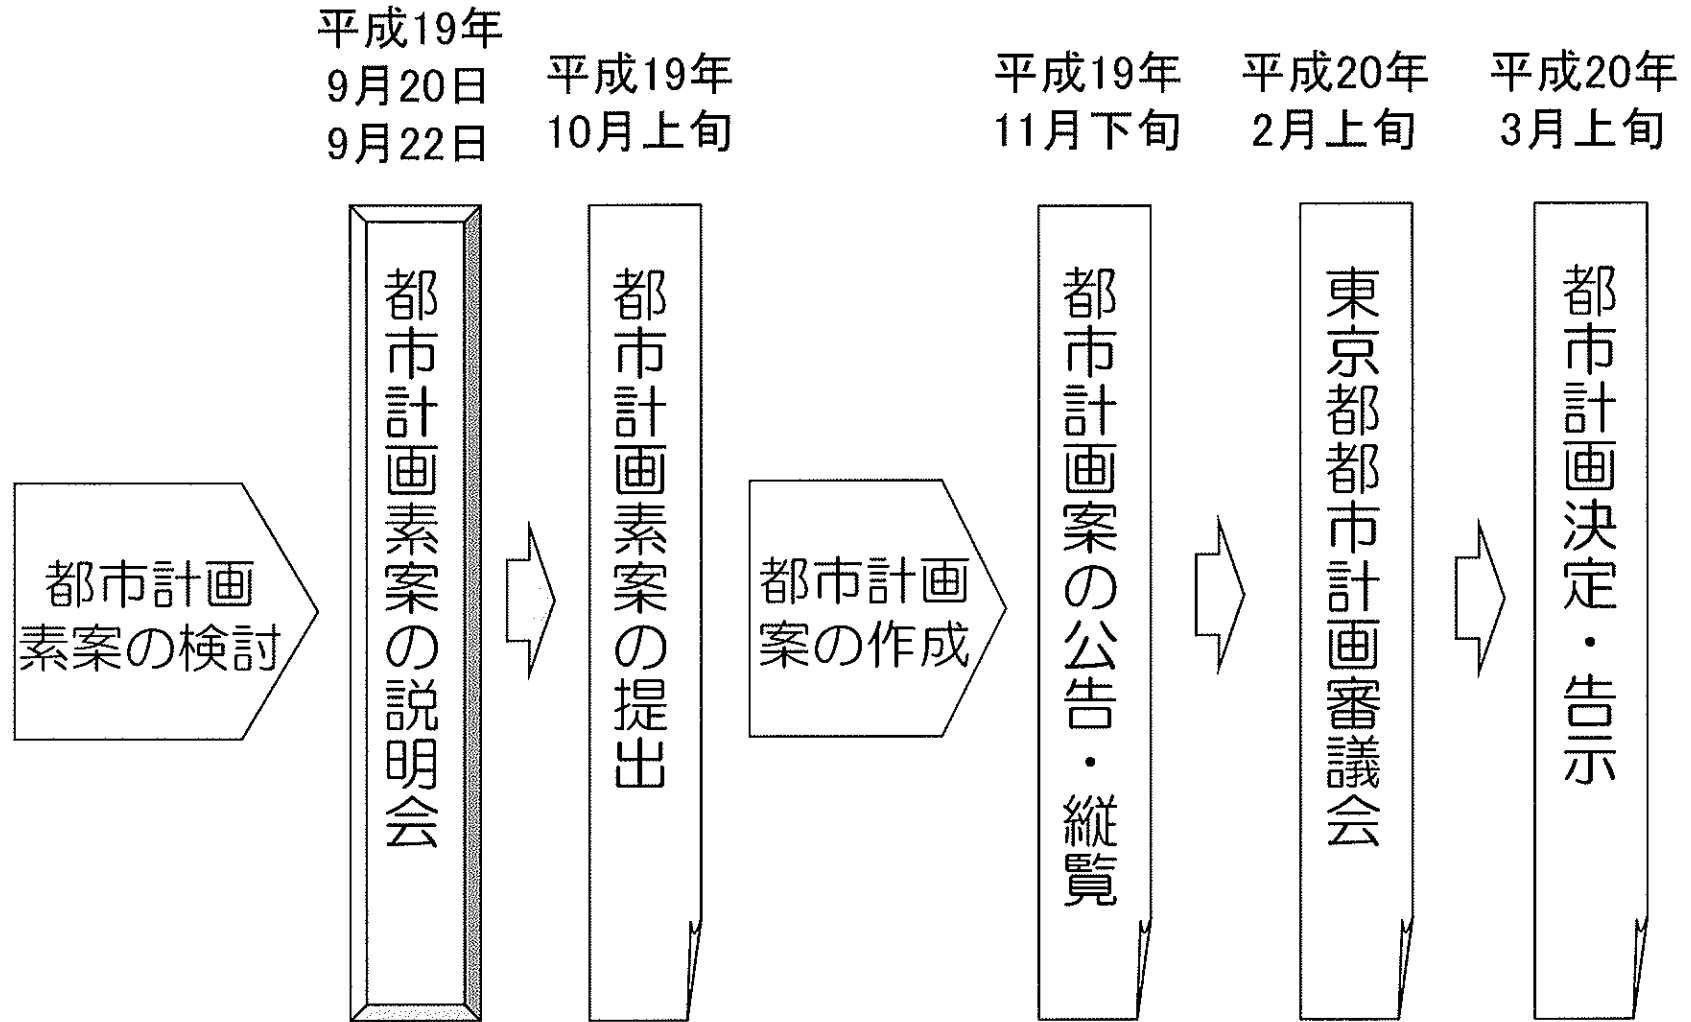 平成19年
9月20日
9月22日
平成19年
10月上旬
平成19年
11月下旬
平成20年
2月上旬
平成20年
3月上旬
都市計画
素案の検討
都市計画素案の説明会
都市計画素案の提出
都市計画
案の作成
都市計画案の公告・縦覧
東京都都市計画審議会
都市計画決定・告示